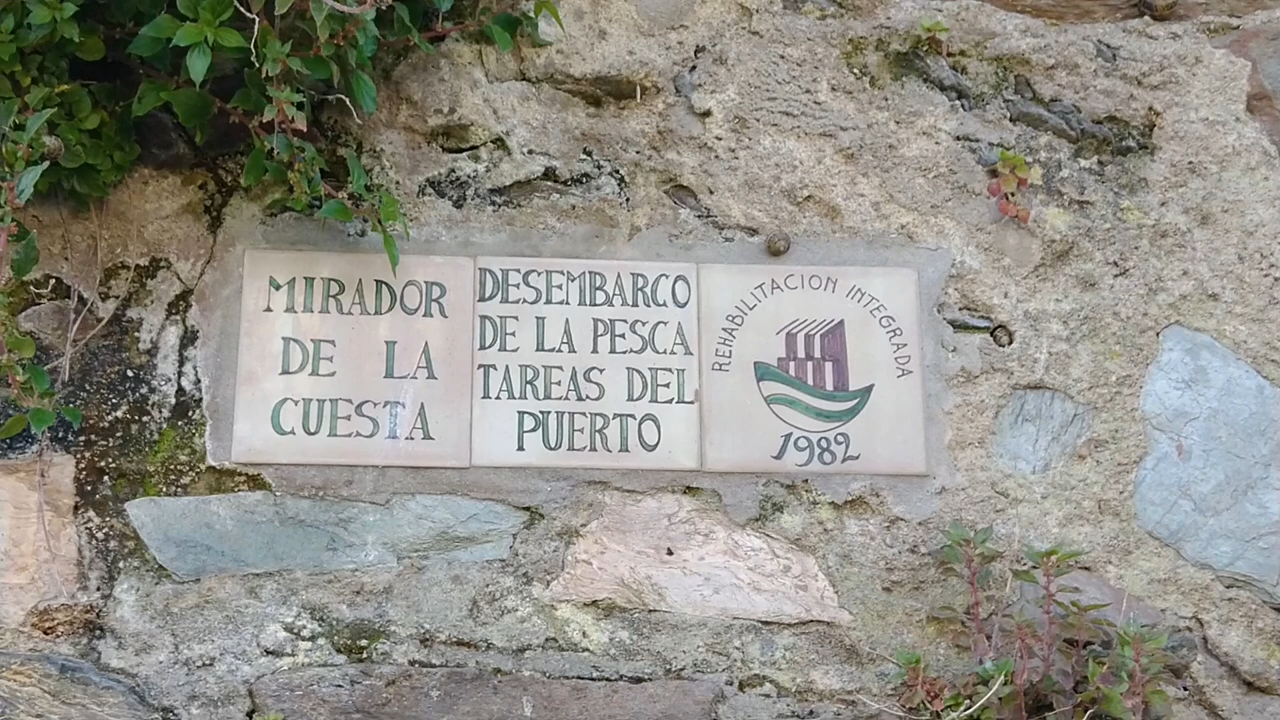 MIRADOR
DE LA
CUESTA
DESEMBARCO
DE LA PESCA
TAREAS DEL
PUERTO
REHABILITACION INTEGRADA
1982